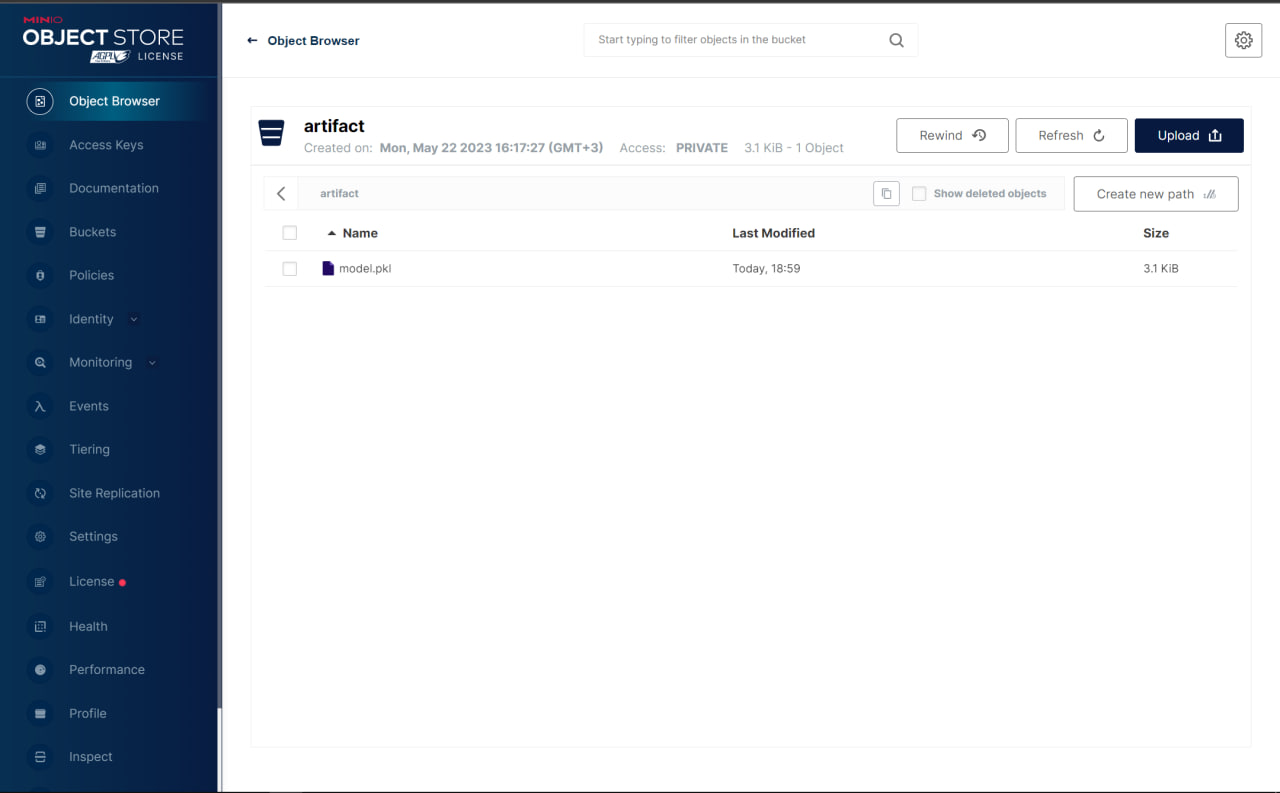 MINIO
OBJECT STORE
AGPLv3 LICENSE
Object Browser
Access Keys
Documentation
Buckets
Policies
Identity
Monitoring
Events
Tiering
Site Replication
Settings
License
Health
Performance
Profile
Inspect
← Object Browser
Start typing to filter objects in the bucket
artifact
Created on: Mon, May 22 2023 16:17:27 (GMT+3) Access: PRIVATE 3.1 KiB - 1 Object
Rewind Refresh Upload
artifact Show deleted objects Create new path
Name Last Modified Size
model.pkl Today, 18:59 3.1 KiB